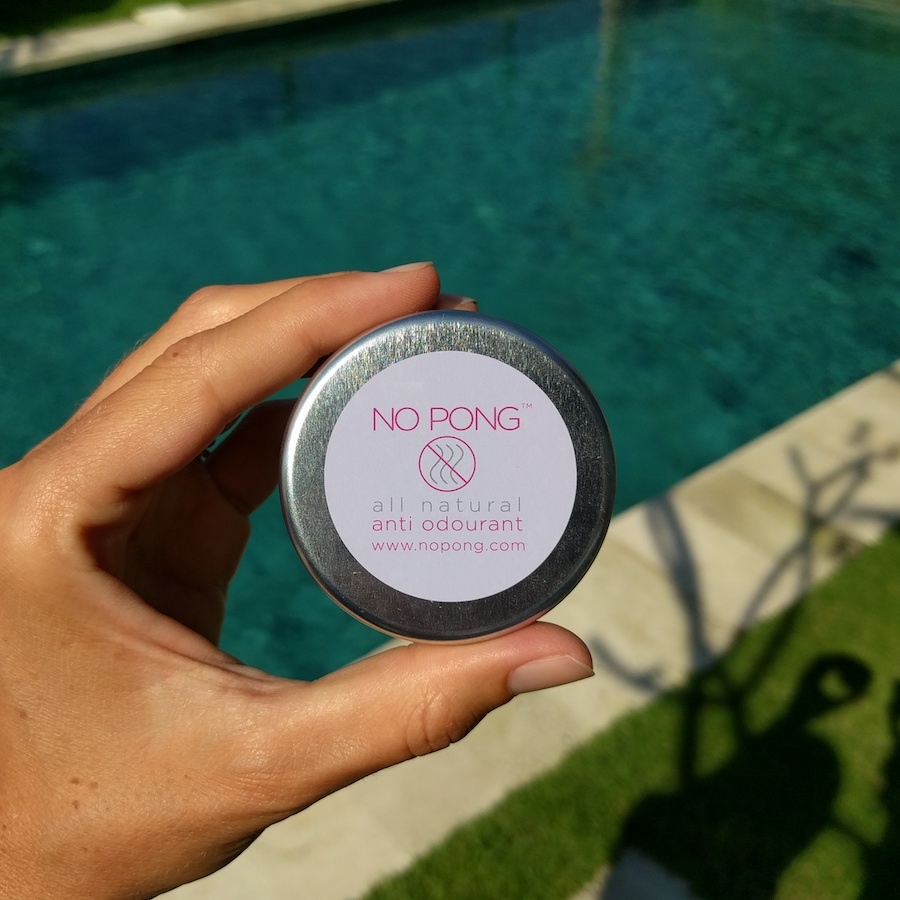 NO PONG™
all natural
anti odourant
www.nopong.com